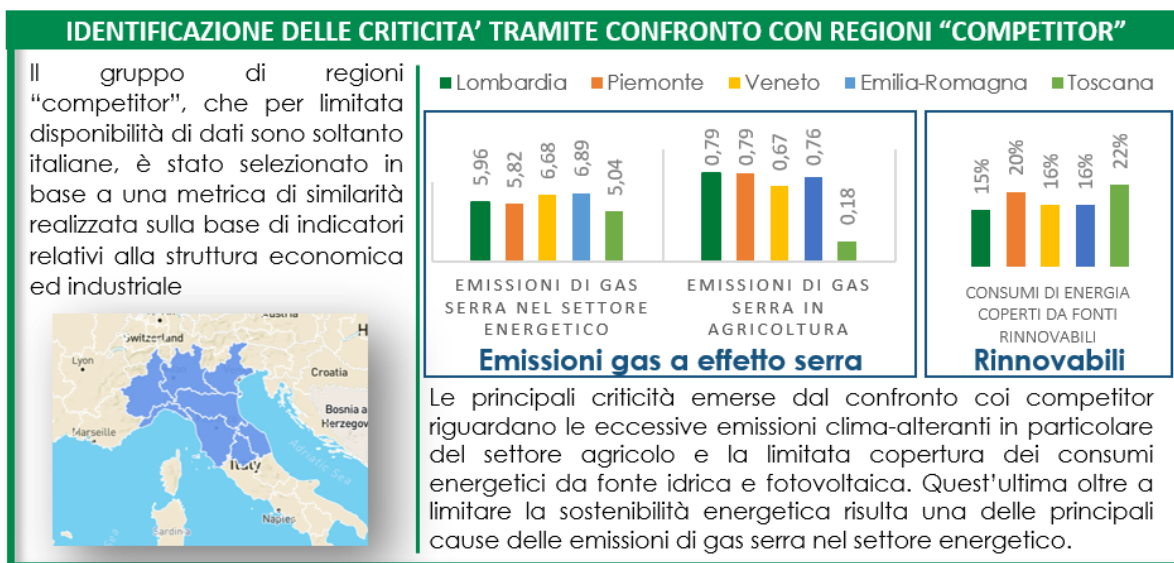 IDENTIFICAZIONE DELLE CRITICITA’ TRAMITE CONFRONTO CON REGIONI “COMPETITOR”
Il gruppo di regioni
“competitor”, che per limitata
disponibilità di dati sono soltanto
italiane, è stato selezionato in
base a una metrica di similarità
realizzata sulla base di indicatori
relativi alla struttura economica
ed industriale
Switzerland
Lyon
Croatia
Bosnia a
Herzegov
Marseille
Adriatic Sea
Italy
Naples
Sardinia
Lombardia Piemonte Veneto Emilia-Romagna Toscana
5,96 5,82 6,68 6,89 5,04
0,79 0,79 0,67 0,76 0,18
EMISSIONI DI GAS
SERRA NEL SETTORE
ENERGETICO
EMISSIONI DI GAS
SERRA IN
AGRICOLTURA
Emissioni gas a effetto serra
15% 20% 16% 16% 22%
CONSUMI DI ENERGIA
COPERTI DA FONTI
RINNOVABILI
Rinnovabili
Le principali criticità emerse dal confronto coi competitor
riguardano le eccessive emissioni clima-alteranti in particolare
del settore agricolo e la limitata copertura dei consumi
energetici da fonte idrica e fotovoltaica. Quest’ultima oltre a
limitare la sostenibilità energetica risulta una delle principali
cause delle emissioni di gas serra nel settore energetico.